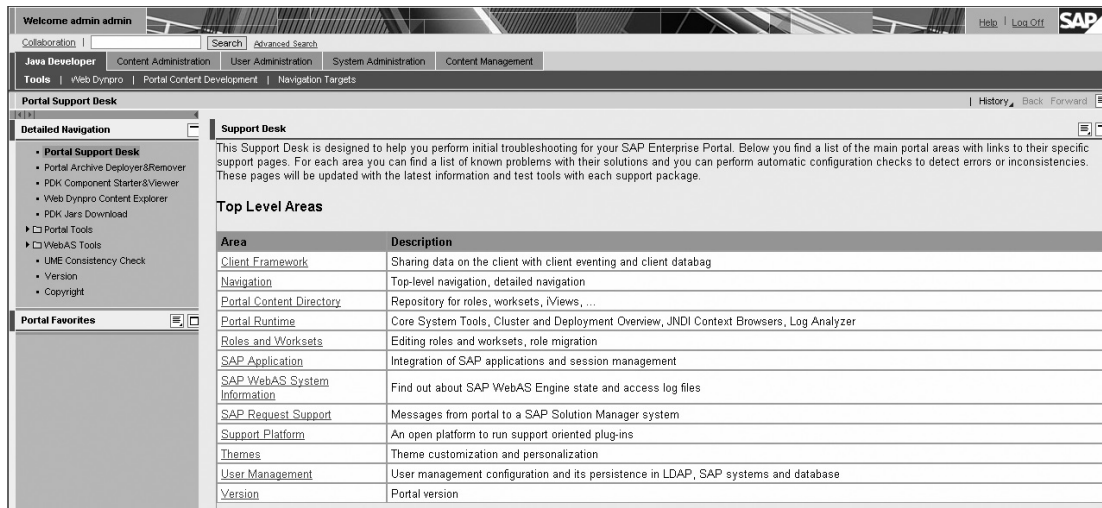 Welcome admin admin
Help | Log Off
SAP
Collaboration |
Search
Advanced Search
Java Developer
Content Administration
User Administration
System Administration
Content Management
Tools | Web Dynpro | Portal Content Development | Navigation Targets
Portal Support Desk
| History Back Forward
Detailed Navigation
Portal Support Desk
Portal Archive Deployer&Remover
PDK Component Starter&Viewer
Web Dynpro Content Explorer
PDK Jars Download
Portal Tools
WebAS Tools
UME Consistency Check
Version
Copyright
Portal Favorites
Support Desk
This Support Desk is designed to help you perform initial troubleshooting for your SAP Enterprise Portal. Below you find a list of the main portal areas with links to their specific
support pages. For each area you can find a list of known problems with their solutions and you can perform automatic configuration checks to detect errors or inconsistencies.
These pages will be updated with the latest information and test tools with each support package.
Top Level Areas
Area Description
Client Framework Sharing data on the client with client eventing and client databag
Navigation Top-level navigation, detailed navigation
Portal Content Directory Repository for roles, worksets, iViews, ...
Portal Runtime Core System Tools, Cluster and Deployment Overview, JNDI Context Browsers, Log Analyzer
Roles and Worksets Editing roles and worksets, role migration
SAP Application Integration of SAP applications and session management
SAP WebAS System
Information
Find out about SAP WebAS Engine state and access log files
SAP Request Support Messages from portal to a SAP Solution Manager system
Support Platform An open platform to run support oriented plug-ins
Themes Theme customization and personalization
User Management User management configuration and its persistence in LDAP, SAP systems and database
Version Portal version